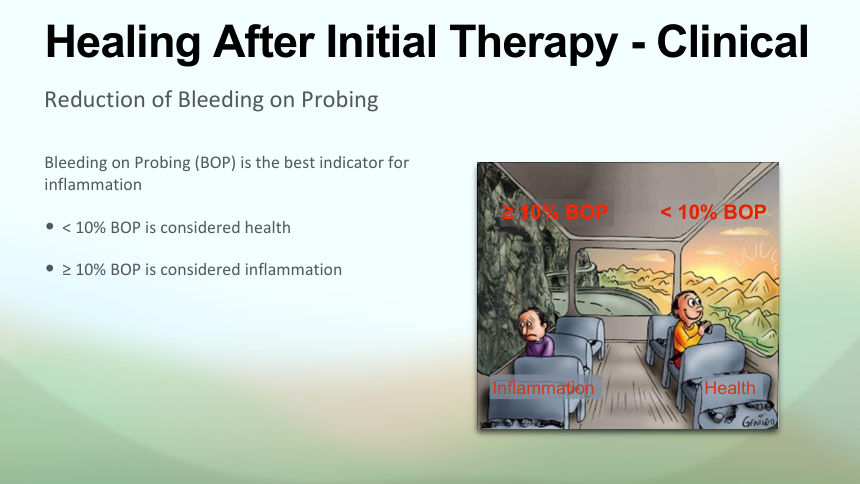 Healing After Initial Therapy - Clinical
Reduction of Bleeding on Probing
Bleeding on Probing (BOP) is the best indicator for
inflammation
• < 10% BOP is considered health
• ≥ 10% BOP is considered inflammation
≥ 10% BOP
< 10% BOP
Inflammation
Health
GENILDO